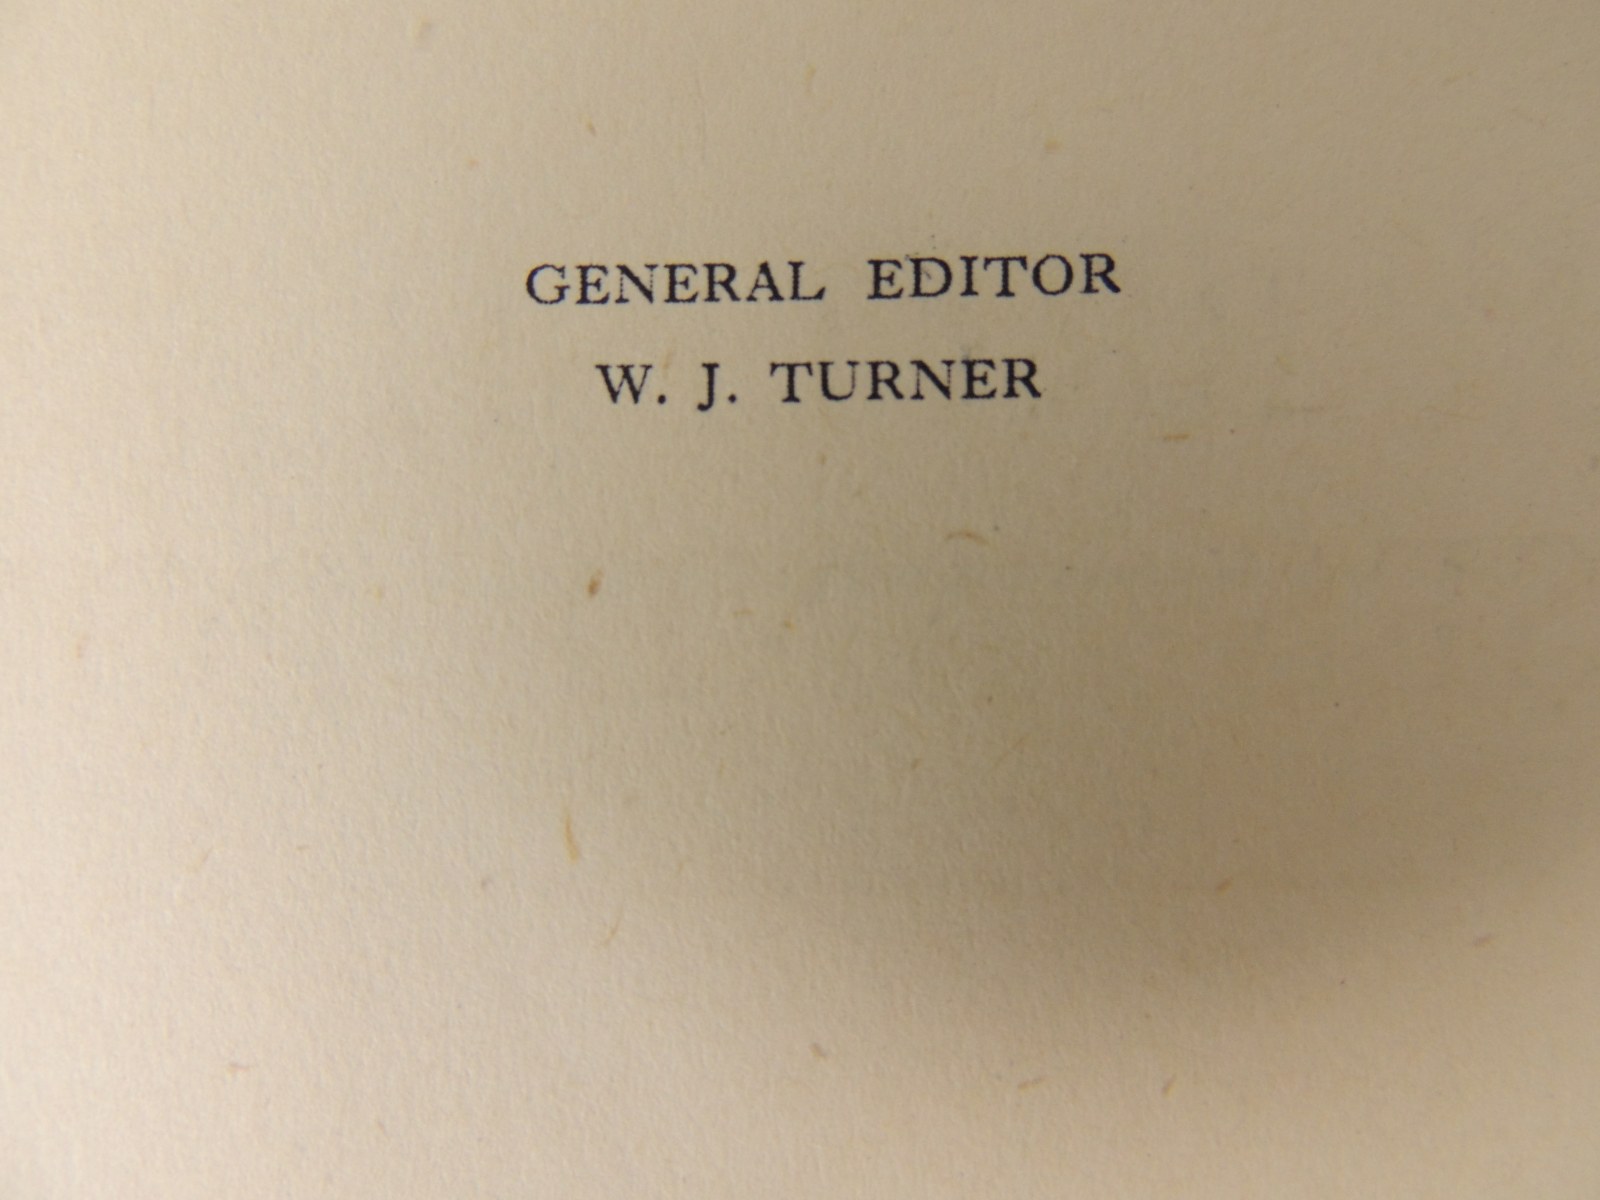 GENERAL EDITOR
W. J. TURNER